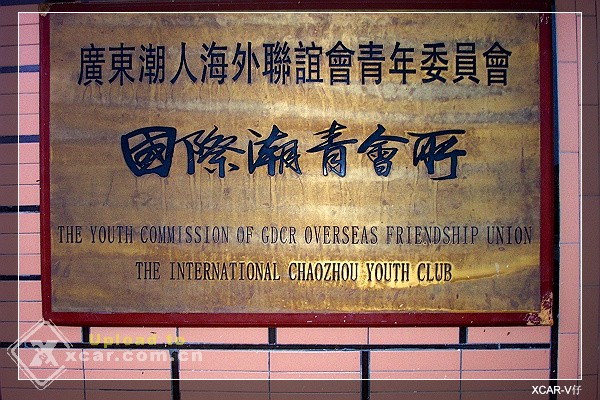 廣東潮人海外聯誼會青年委員會
國際潮青會所
THE YOUTH COMMISSION OF GDCR OVERSEAS FRIENDSHIP UNION
THE INTERNATIONAL CHAOZHOU YOUTH CLUB
Upload to
xcar.com.cn
XCAR-V仔